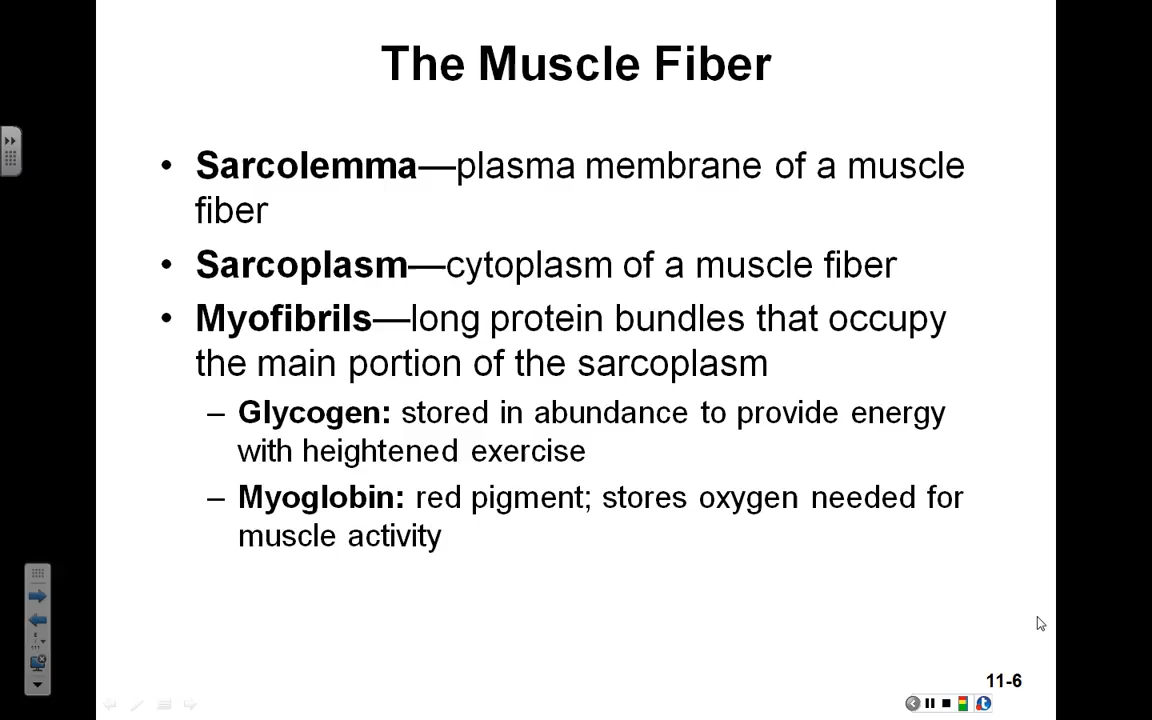 The Muscle Fiber
• Sarcolemma—plasma membrane of a muscle
fiber
• Sarcoplasm—cytoplasm of a muscle fiber
• Myofibrils—long protein bundles that occupy
the main portion of the sarcoplasm
– Glycogen: stored in abundance to provide energy
with heightened exercise
– Myoglobin: red pigment; stores oxygen needed for
muscle activity
11-6